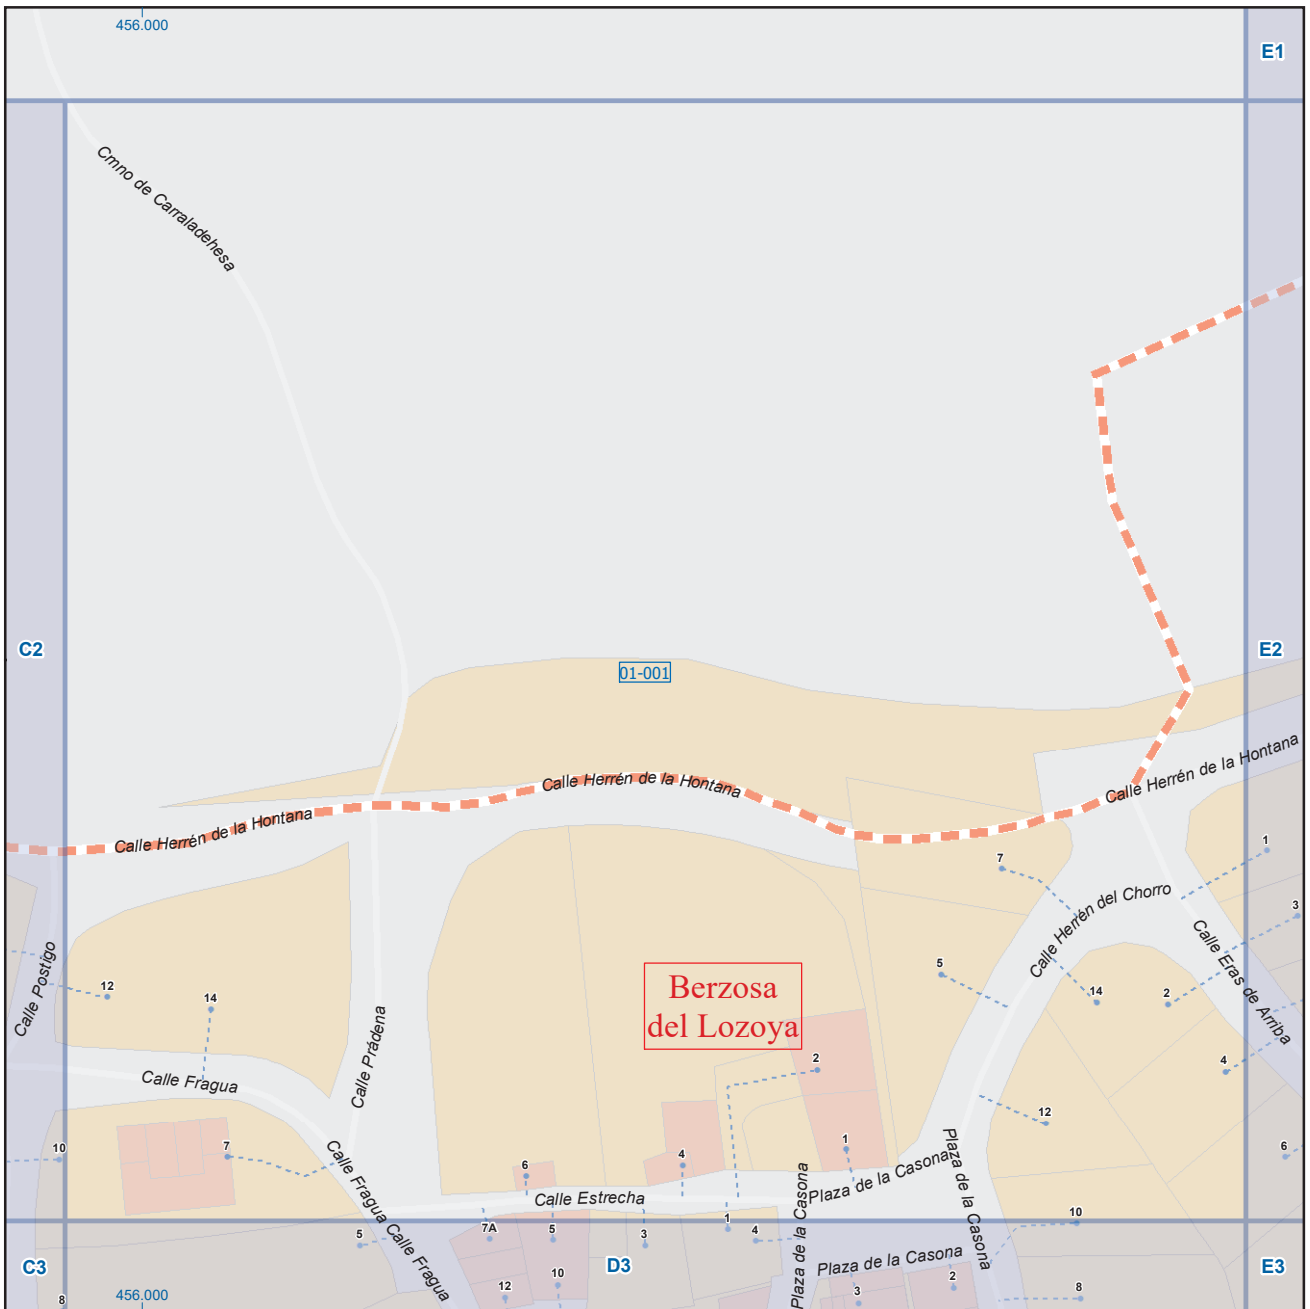 456.000
E1
Cmno de Carraladehesa
C2
E2
01-001
Calle Herrén de la Hontana
Calle Herrén de la Hontana
Calle Herrén de la Hontana
1
7
Calle Herrén del Chorro
3
Calle Eras de Arriba
Calle Postigo
5
12
14
14
2
Berzosa
del Lozoya
Calle Prádena
2
4
Calle Fragua
12
10
7
6
4
1
6
Calle Fragua
Calle Estrecha
Plaza de la Casona
Plaza de la Casona
Plaza de la Casona
10
5
7A
5
3
1
4
Calle Fragua
Plaza de la Casona
C3
D3
E3
8
456.000
12
10
3
2
8